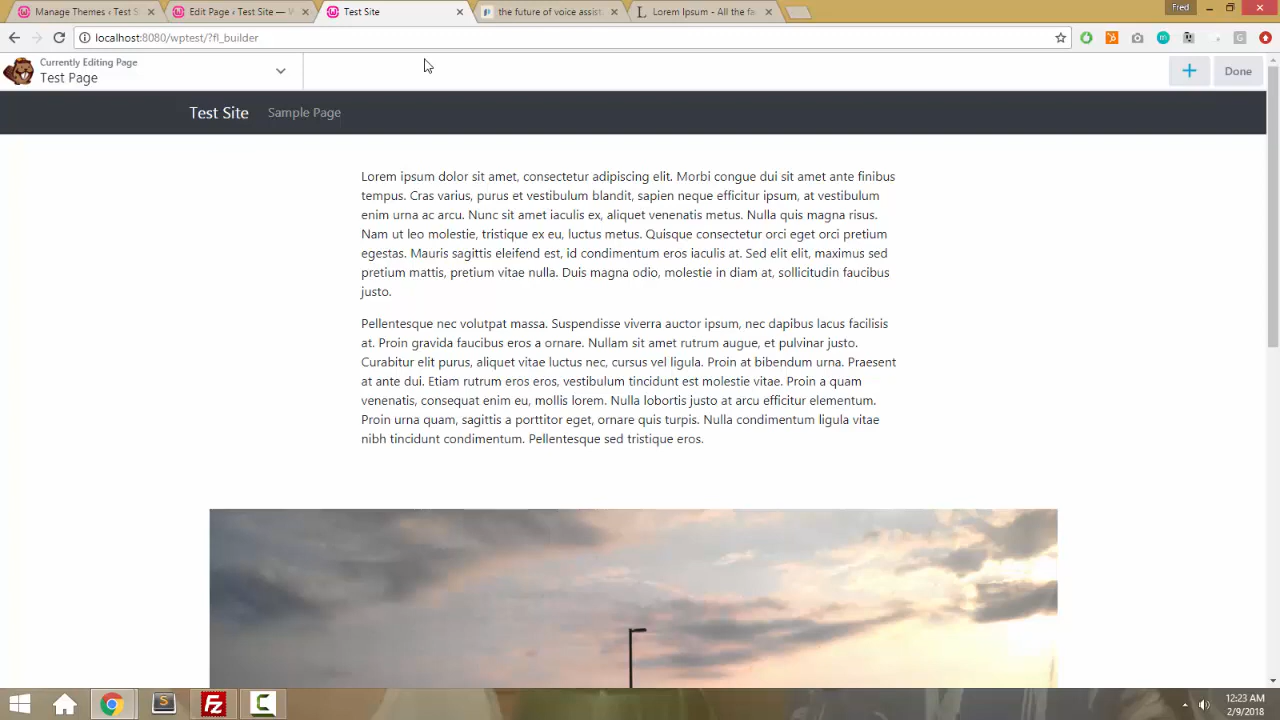 Manage Themes ‹ Test S
Edit Page ‹ Test Site — W
Test Site
the future of voice assist
Lorem Ipsum - All the fa
Fred
localhost:8080/wptest/?fl_builder
Currently Editing Page
Test Page
Done
Test Site
Sample Page
Lorem ipsum dolor sit amet, consectetur adipiscing elit. Morbi congue dui sit amet ante finibus
tempus. Cras varius, purus et vestibulum blandit, sapien neque efficitur ipsum, at vestibulum
enim urna ac arcu. Nunc sit amet iaculis ex, aliquet venenatis metus. Nulla quis magna risus.
Nam ut leo molestie, tristique ex eu, luctus metus. Quisque consectetur orci eget orci pretium
egestas. Mauris sagittis eleifend est, id condimentum eros iaculis at. Sed elit elit, maximus sed
pretium mattis, pretium vitae nulla. Duis magna odio, molestie in diam at, sollicitudin faucibus
justo.
Pellentesque nec volutpat massa. Suspendisse viverra auctor ipsum, nec dapibus lacus facilisis
at. Proin gravida faucibus eros a ornare. Nullam sit amet rutrum augue, et pulvinar justo.
Curabitur elit purus, aliquet vitae luctus nec, cursus vel ligula. Proin at bibendum urna. Praesent
at ante dui. Etiam rutrum eros eros, vestibulum tincidunt est molestie vitae. Proin a quam
venenatis, consequat enim eu, mollis lorem. Nulla lobortis justo at arcu efficitur elementum.
Proin urna quam, sagittis a porttitor eget, ornare quis turpis. Nulla condimentum ligula vitae
nibh tincidunt condimentum. Pellentesque sed tristique eros.
12:23 AM
2/9/2018